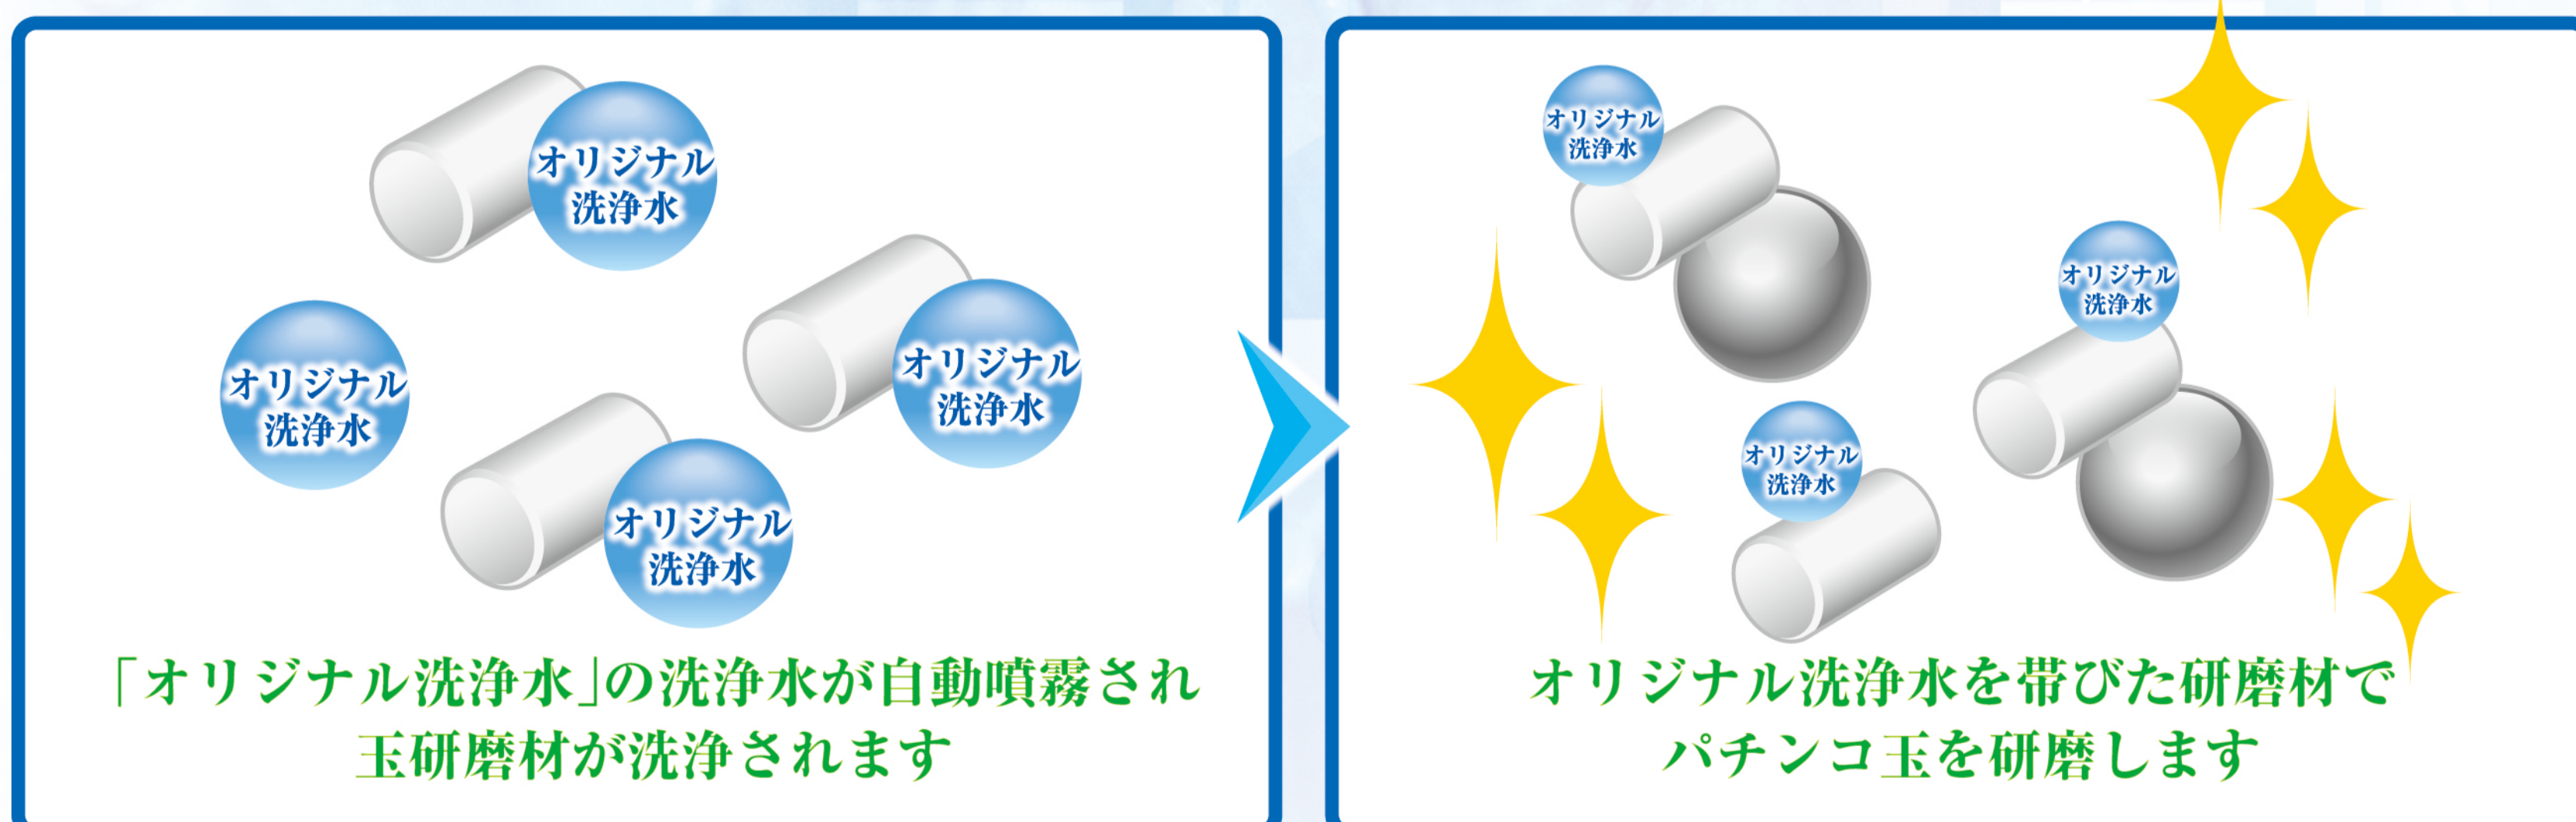 オリジナル
洗浄水
オリジナル
洗浄水
オリジナル
洗浄水
オリジナル
洗浄水
「オリジナル洗浄水」の洗浄水が自動噴霧され
玉研磨材が洗浄されます
オリジナル
洗浄水
オリジナル
洗浄水
オリジナル
洗浄水
オリジナル洗浄水を帯びた研磨材で
パチンコ玉を研磨します